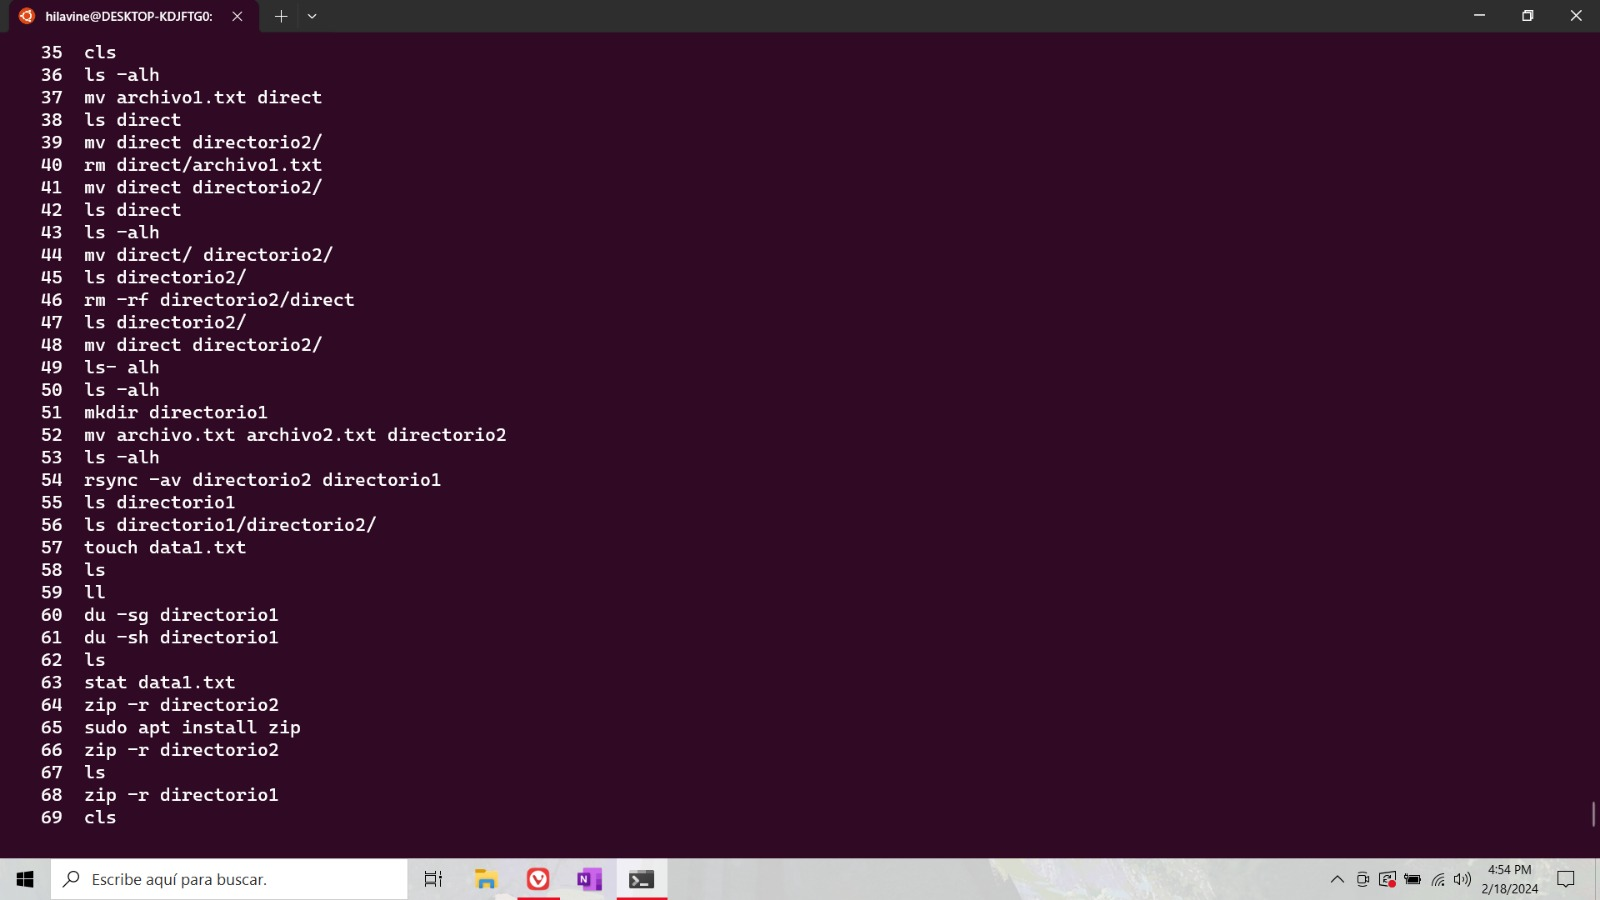 hilavine@DESKTOP-KDJFTG0:
35 cls
36 ls -alh
37 mv archivo1.txt direct
38 ls direct
39 mv direct directorio2/
40 rm direct/archivo1.txt
41 mv direct directorio2/
42 ls direct
43 ls -alh
44 mv direct/ directorio2/
45 ls directorio2/
46 rm -rf directorio2/direct
47 ls directorio2/
48 mv direct directorio2/
49 ls- alh
50 ls -alh
51 mkdir directorio1
52 mv archivo.txt archivo2.txt directorio2
53 ls -alh
54 rsync -av directorio2 directorio1
55 ls directorio1
56 ls directorio1/directorio2/
57 touch data1.txt
58 ls
59 ll
60 du -sg directorio1
61 du -sh directorio1
62 ls
63 stat data1.txt
64 zip -r directorio2
65 sudo apt install zip
66 zip -r directorio2
67 ls
68 zip -r directorio1
69 cls
Escribe aquí para buscar.
N
4:54 PM
2/18/2024